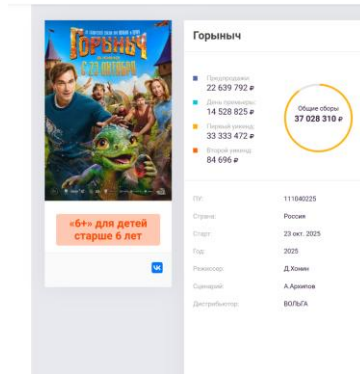 ГОРЫНЫЧ
С 23 ОКТЯБРЯ
«6+» для детей
старше 6 лет
Горыныч
Предпродажи:
22 639 792 ₽
День премьеры:
14 528 825 ₽
Первый уикенд:
33 333 472 ₽
Второй уикенд:
84 696 ₽
Общие сборы
37 028 310 ₽
ПУ: 111040225
Страна: Россия
Старт: 23 окт. 2025
Год: 2025
Режиссер: Д.Хонин
Сценарий: А.Архипов
Дистрибьютор: ВОЛЬГА